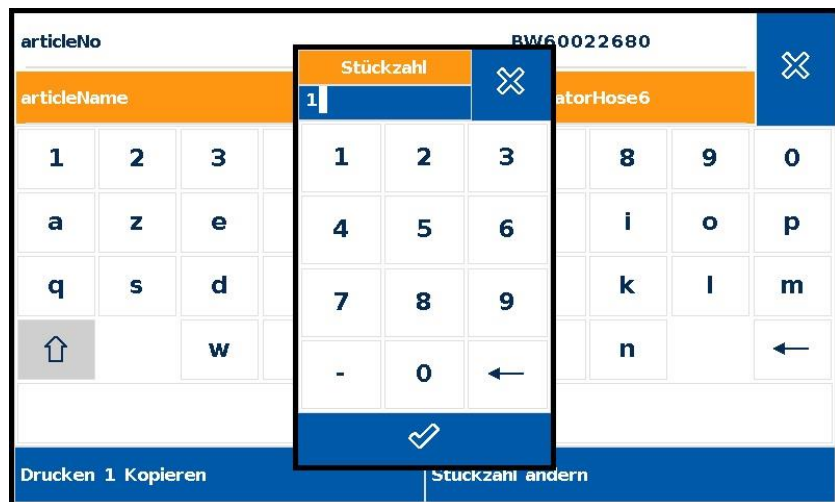 articleNo BW60022680
articleName atorHose6
Stückzahl
1
1 2 3 8 9 0
a z e i o p
q s d k l m
w n
1 2 3
4 5 6
7 8 9
- 0
Drucken 1 Kopieren Stückzahl ändern